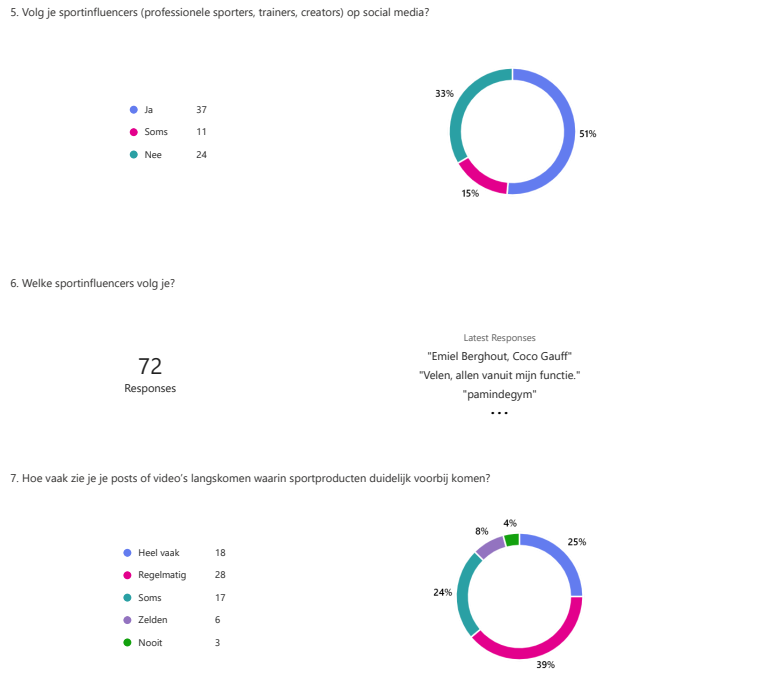 5. Volg je sportinfluencers (professionele sporters, trainers, creators) op social media?
Ja 37
Soms 11
Nee 24
33%
51%
15%
6. Welke sportinfluencers volg je?
72
Responses
Latest Responses
"Emiel Berghout, Coco Gauff"
"Velen, allen vanuit mijn functie."
"pamindegym"
...
7. Hoe vaak zie je je posts of video's langskomen waarin sportproducten duidelijk voorbij komen?
Heel vaak 18
Regelmatig 28
Soms 17
Zelden 6
Nooit 3
4%
8%
25%
24%
39%